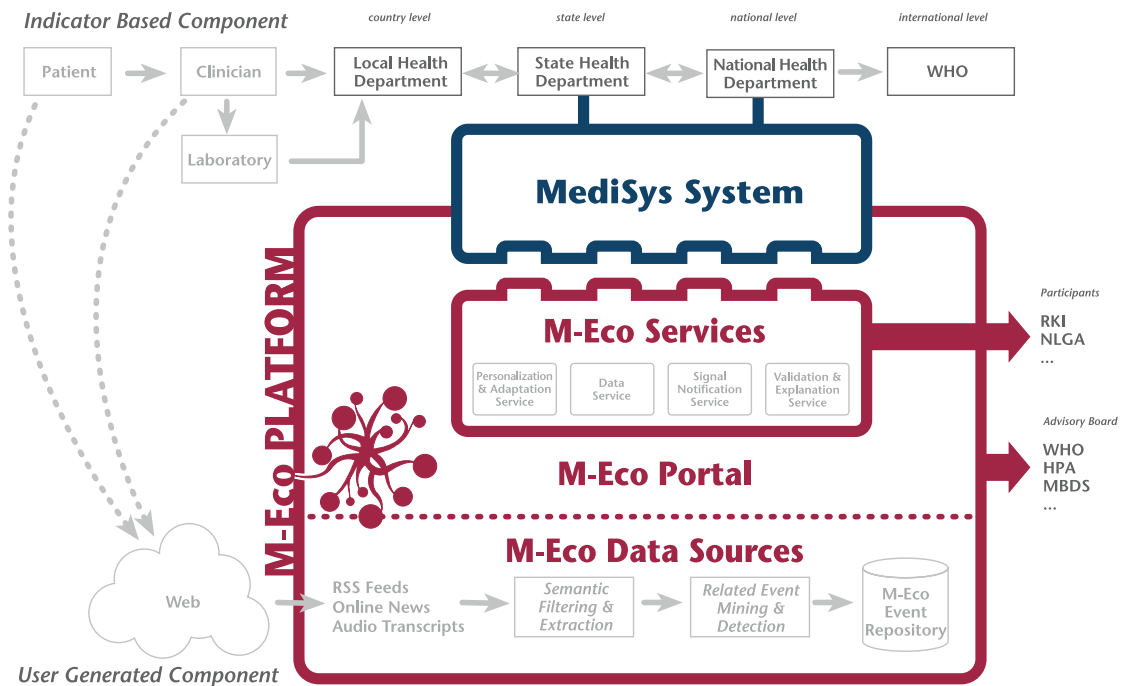 Indicator Based Component
country level
state level
national level
international level
Patient
Clinician
Local Health
Department
State Health
Department
National Health
Department
WHO
Laboratory
MediSys System
M-Eco PLATFORM
M-Eco Services
Personalization
& Adaptation
Service
Data
Service
Signal
Notification
Service
Validation &
Explanation
Service
Participants
RKI
NLGA
...
M-Eco Portal
Advisory Board
WHO
HPA
MBDS
...
M-Eco Data Sources
Web
RSS Feeds
Online News
Audio Transcripts
Semantic
Filtering &
Extraction
Related Event
Mining &
Detection
M-Eco
Event
Repository
User Generated Component